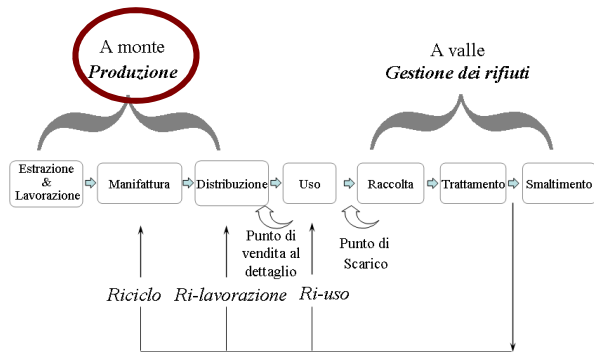 A monte
Produzione
A valle
Gestione dei rifiuti
Estrazione
&
Lavorazione
Manifattura
Distribuzione
Uso
Raccolta
Trattamento
Smaltimento
Punto di
vendita al
dettaglio
Punto di
Scarico
Riciclo
Ri-lavorazione
Ri-uso